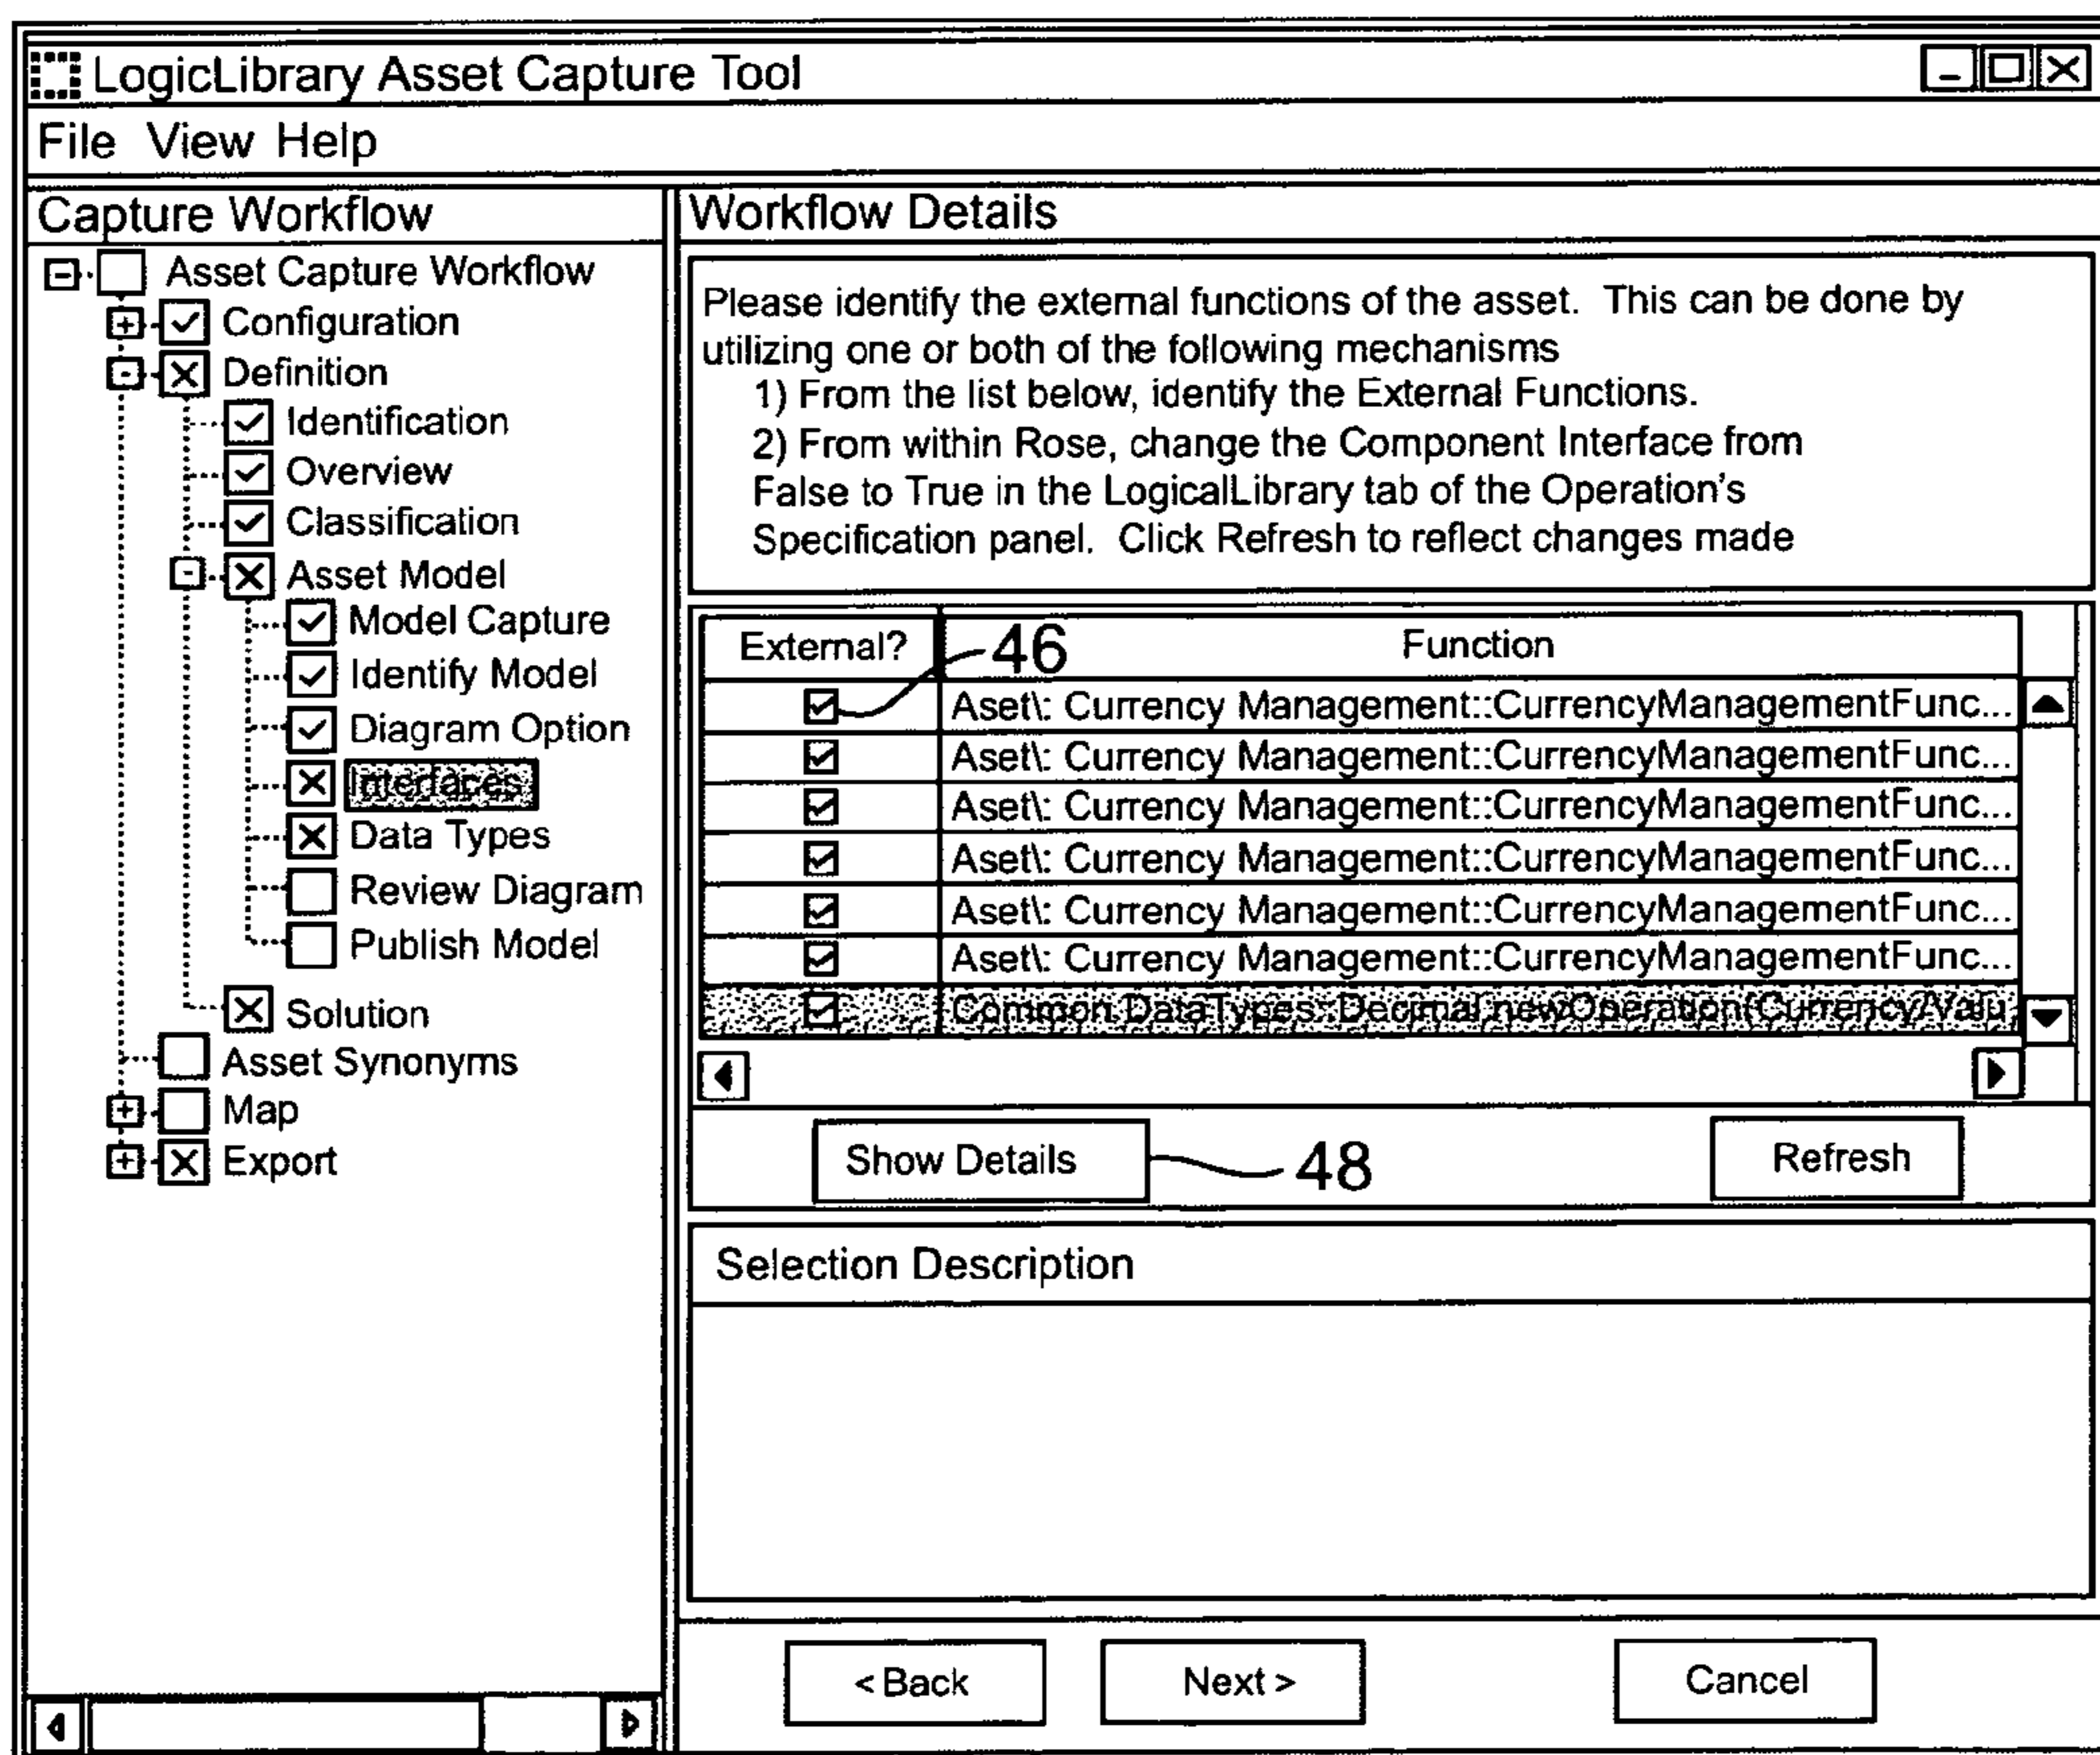 LogicLibrary Asset Capture Tool
File View Help
Capture Workflow
Asset Capture Workflow
Configuration
Definition
Identification
Overview
Classification
Asset Model
Model Capture
Identify Model
Diagram Option
Interfaces
Data Types
Review Diagram
Publish Model
Solution
Asset Synonyms
Map
Export
Workflow Details
Please identify the external functions of the asset. This can be done by
utilizing one or both of the following mechanisms
1) From the list below, identify the External Functions.
2) From within Rose, change the Component Interface from
False to True in the LogicalLibrary tab of the Operation's
Specification panel. Click Refresh to reflect changes made
External? Function
46
Aset\: Currency Management::CurrencyManagementFunc...
Aset\: Currency Management::CurrencyManagementFunc...
Aset\: Currency Management::CurrencyManagementFunc...
Aset\: Currency Management::CurrencyManagementFunc...
Aset\: Currency Management::CurrencyManagementFunc...
Aset\: Currency Management::CurrencyManagementFunc...
Common DataTypes::Decimal.newOperation(Currency/Valu
Show Details 48 Refresh
Selection Description
< Back Next > Cancel